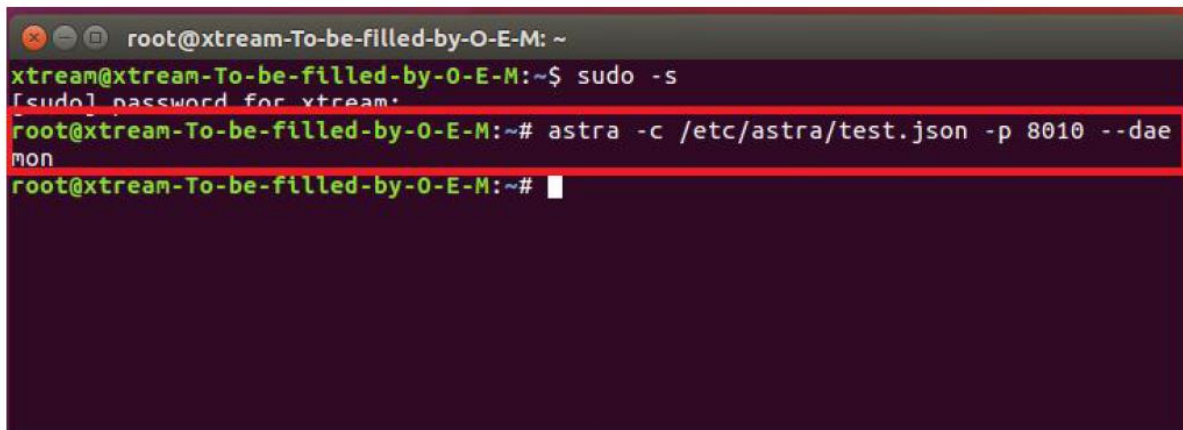 root@xtream-To-be-filled-by-O-E-M: ~
xtream@xtream-To-be-filled-by-O-E-M:~$ sudo -s
[sudo] password for xtream:
root@xtream-To-be-filled-by-O-E-M:~# astra -c /etc/astra/test.json -p 8010 --dae
mon
root@xtream-To-be-filled-by-O-E-M:~#